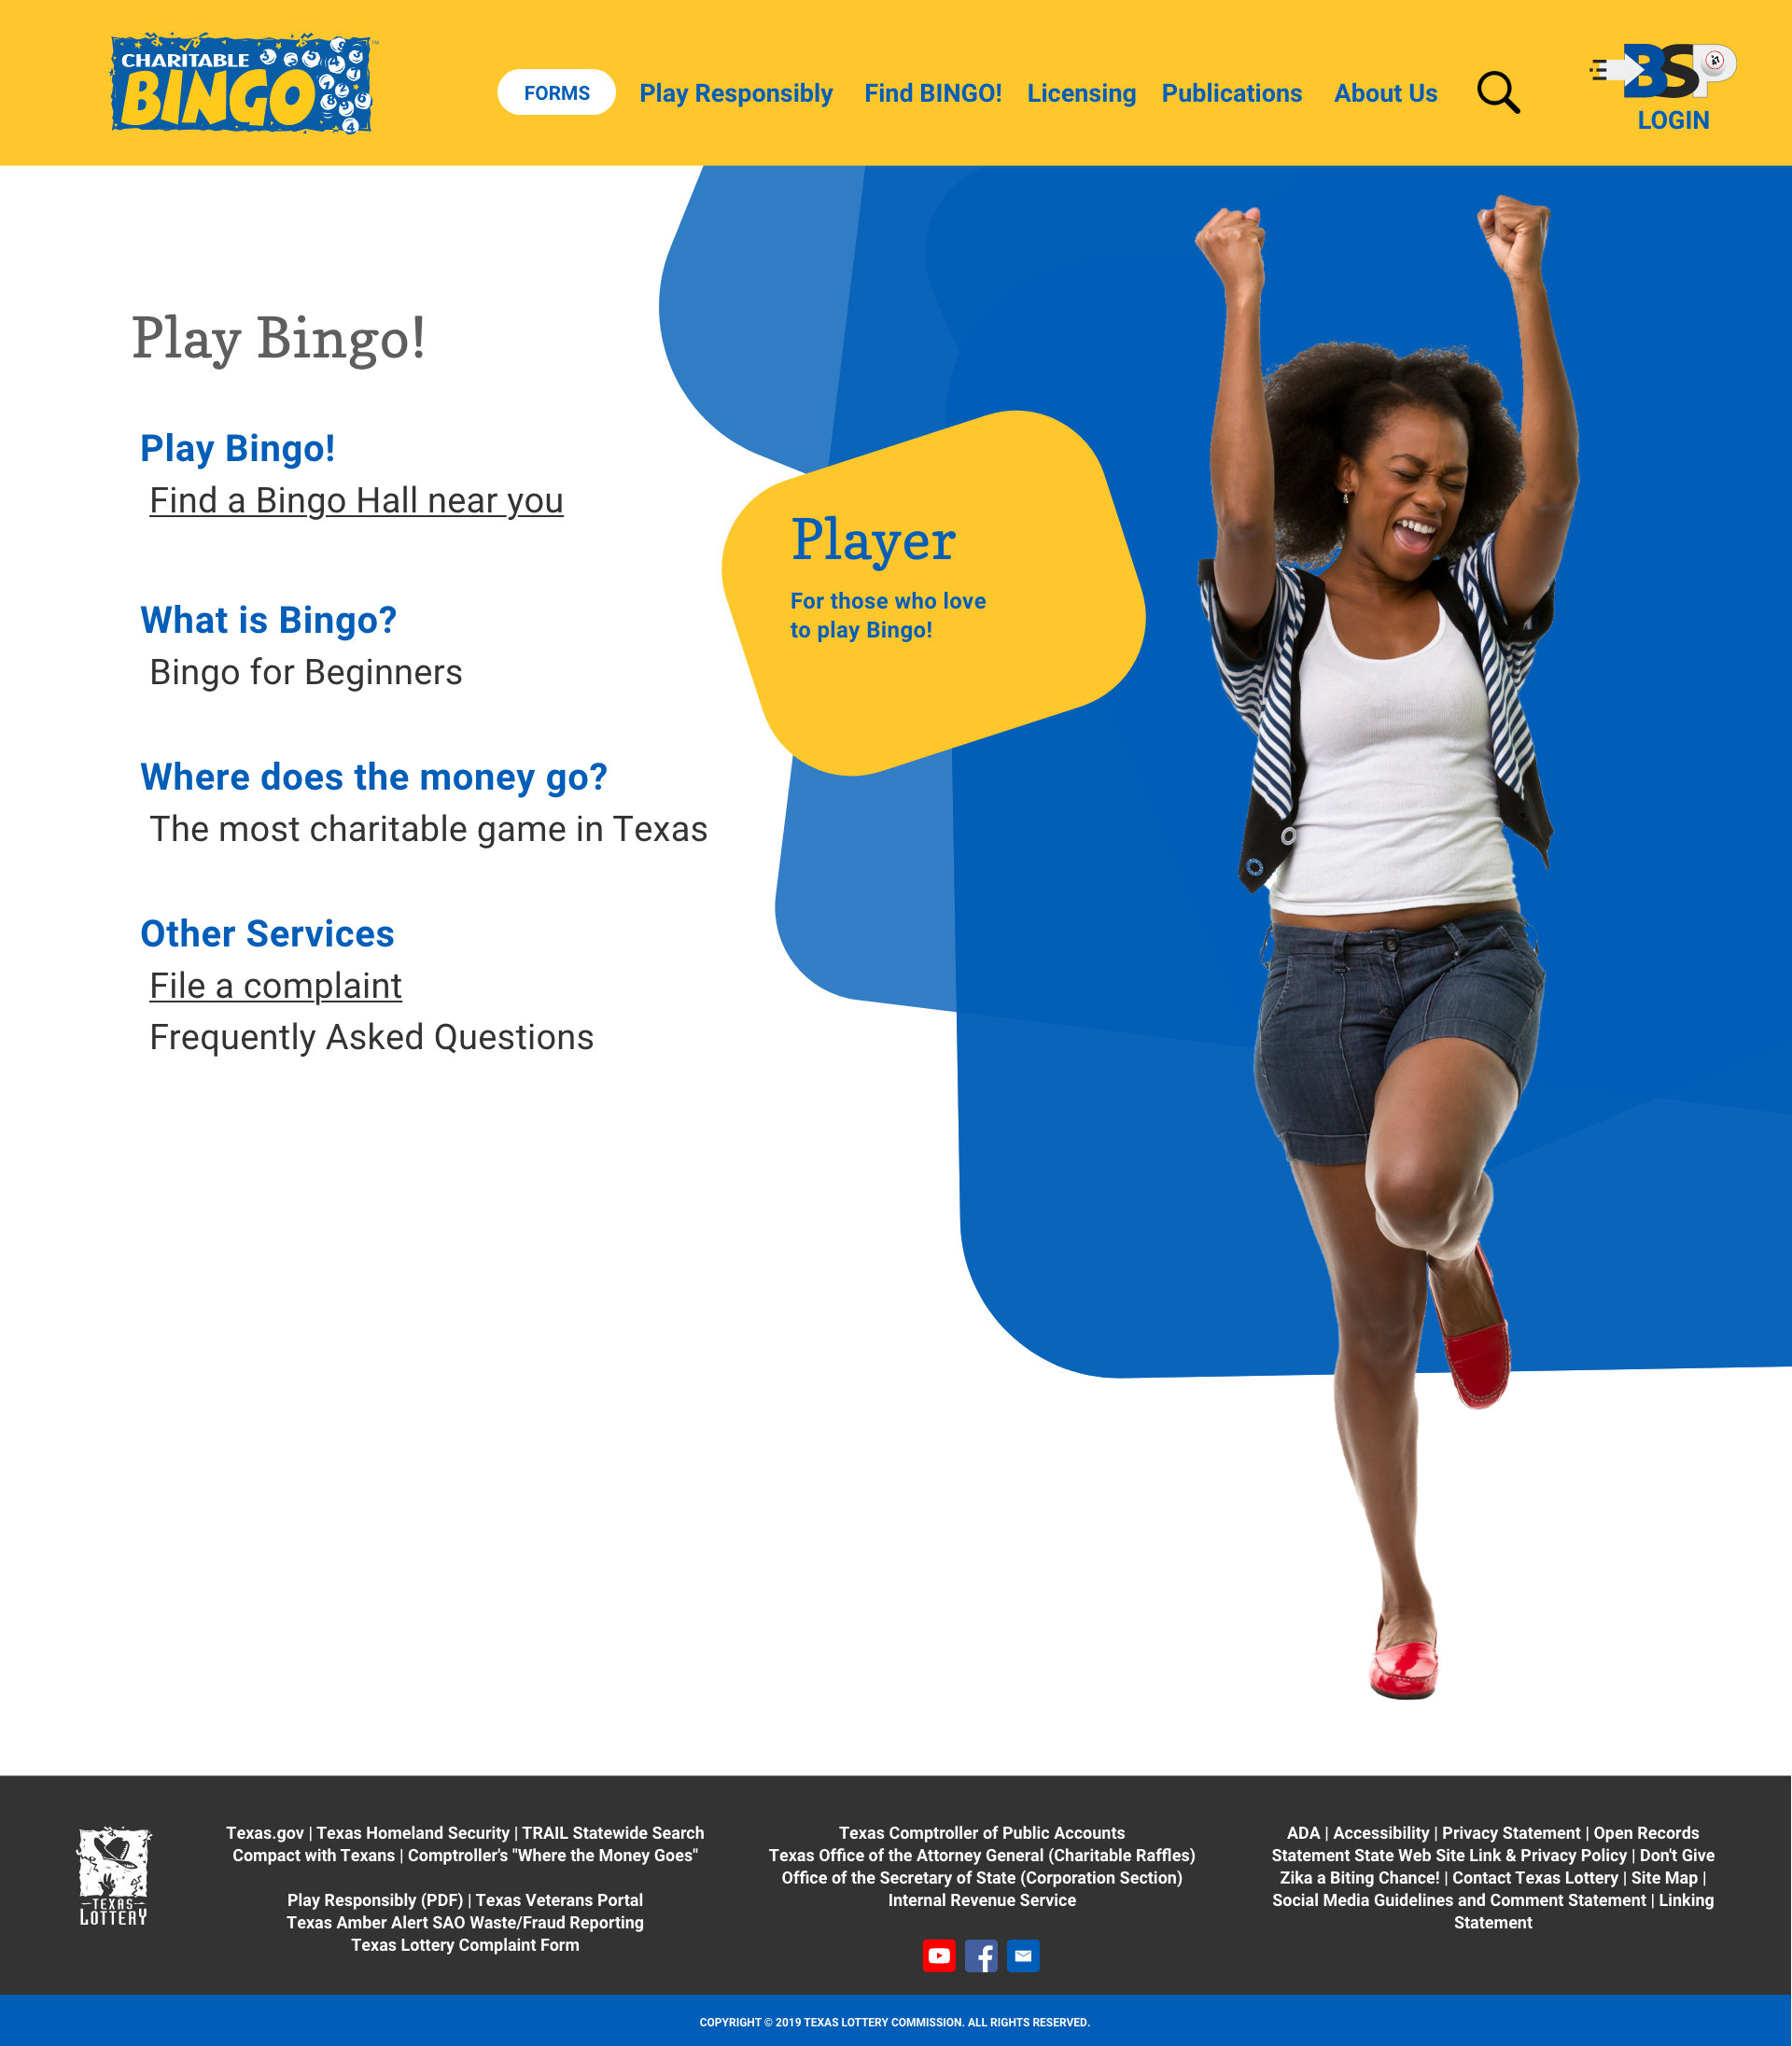 CHARITABLE
BINGO
FORMS
Play Responsibly
Find BINGO!
Licensing
Publications
About Us
BSP
LOGIN
Play Bingo!
Play Bingo!
Find a Bingo Hall near you
What is Bingo?
Bingo for Beginners
Where does the money go?
The most charitable game in Texas
Other Services
File a complaint
Frequently Asked Questions
Player
For those who love
to play Bingo!
TEXAS
LOTTERY
Texas.gov | Texas Homeland Security | TRAIL Statewide Search
Compact with Texans | Comptroller's "Where the Money Goes"
Play Responsibly (PDF) | Texas Veterans Portal
Texas Amber Alert SAO Waste/Fraud Reporting
Texas Lottery Complaint Form
Texas Comptroller of Public Accounts
Texas Office of the Attorney General (Charitable Raffles)
Office of the Secretary of State (Corporation Section)
Internal Revenue Service
ADA | Accessibility | Privacy Statement | Open Records
Statement State Web Site Link & Privacy Policy | Don't Give
Zika a Biting Chance! | Contact Texas Lottery | Site Map |
Social Media Guidelines and Comment Statement | Linking
Statement
COPYRIGHT © 2019 TEXAS LOTTERY COMMISSION. ALL RIGHTS RESERVED.